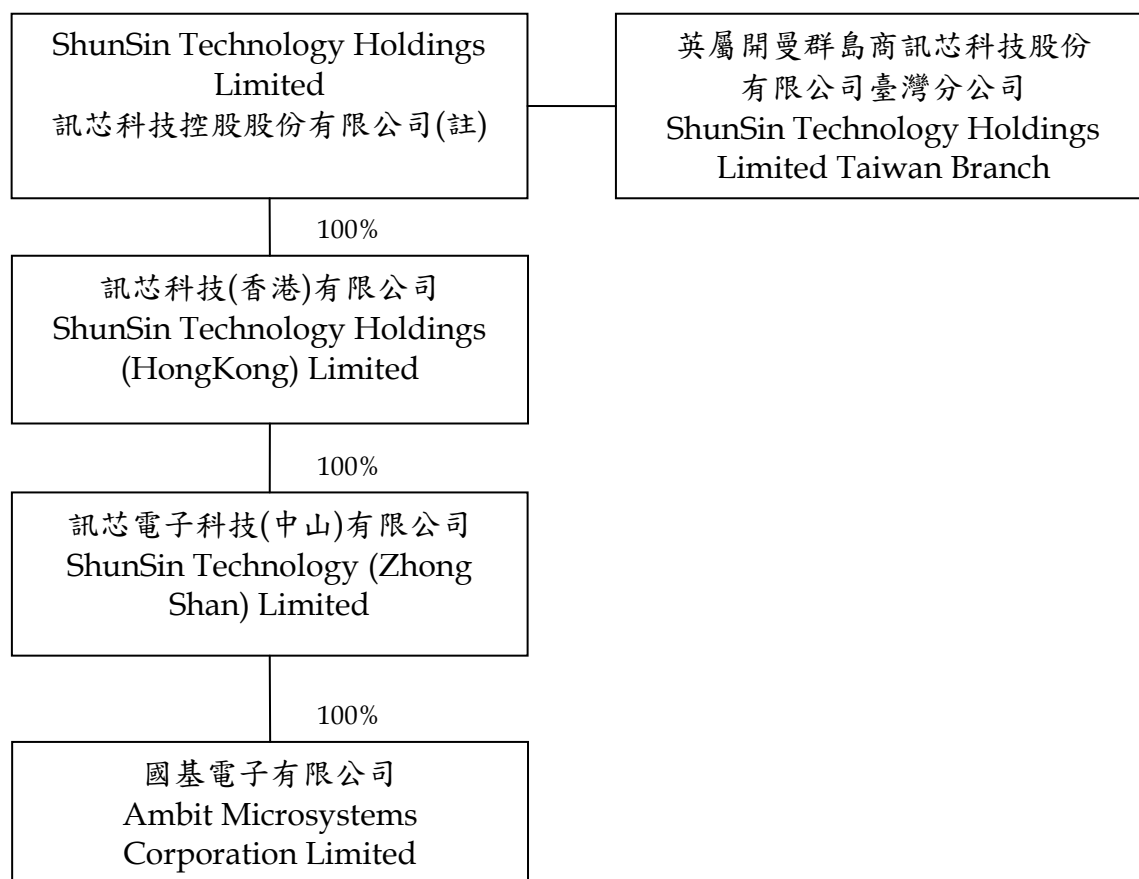 ShunSin Technology Holdings
Limited
訊芯科技控股股份有限公司(註)
英屬開曼群島商訊芯科技股份
有限公司臺灣分公司
ShunSin Technology Holdings
Limited Taiwan Branch
100%
訊芯科技(香港)有限公司
ShunSin Technology Holdings
(HongKong) Limited
100%
訊芯電子科技(中山)有限公司
ShunSin Technology (Zhong
Shan) Limited
100%
國基電子有限公司
Ambit Microsystems
Corporation Limited